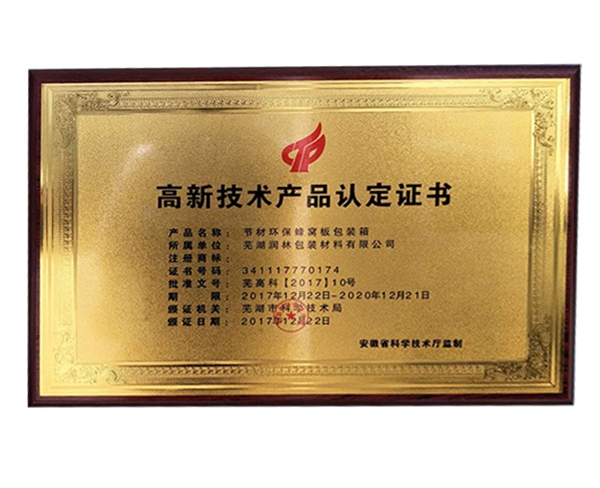 高新技术产品认定证书
产品名称: 节材环保蜂窝板包装箱
所属单位: 芜湖润林包装材料有限公司
注册商标:
证书号码: 341117770174
批准文号: 芜高科【2017】10号
期限: 2017年12月22日-2020年12月21日
颁证机关: 芜湖市科学技术局
颁证日期: 2017年12月22日
安徽省科学技术厅监制